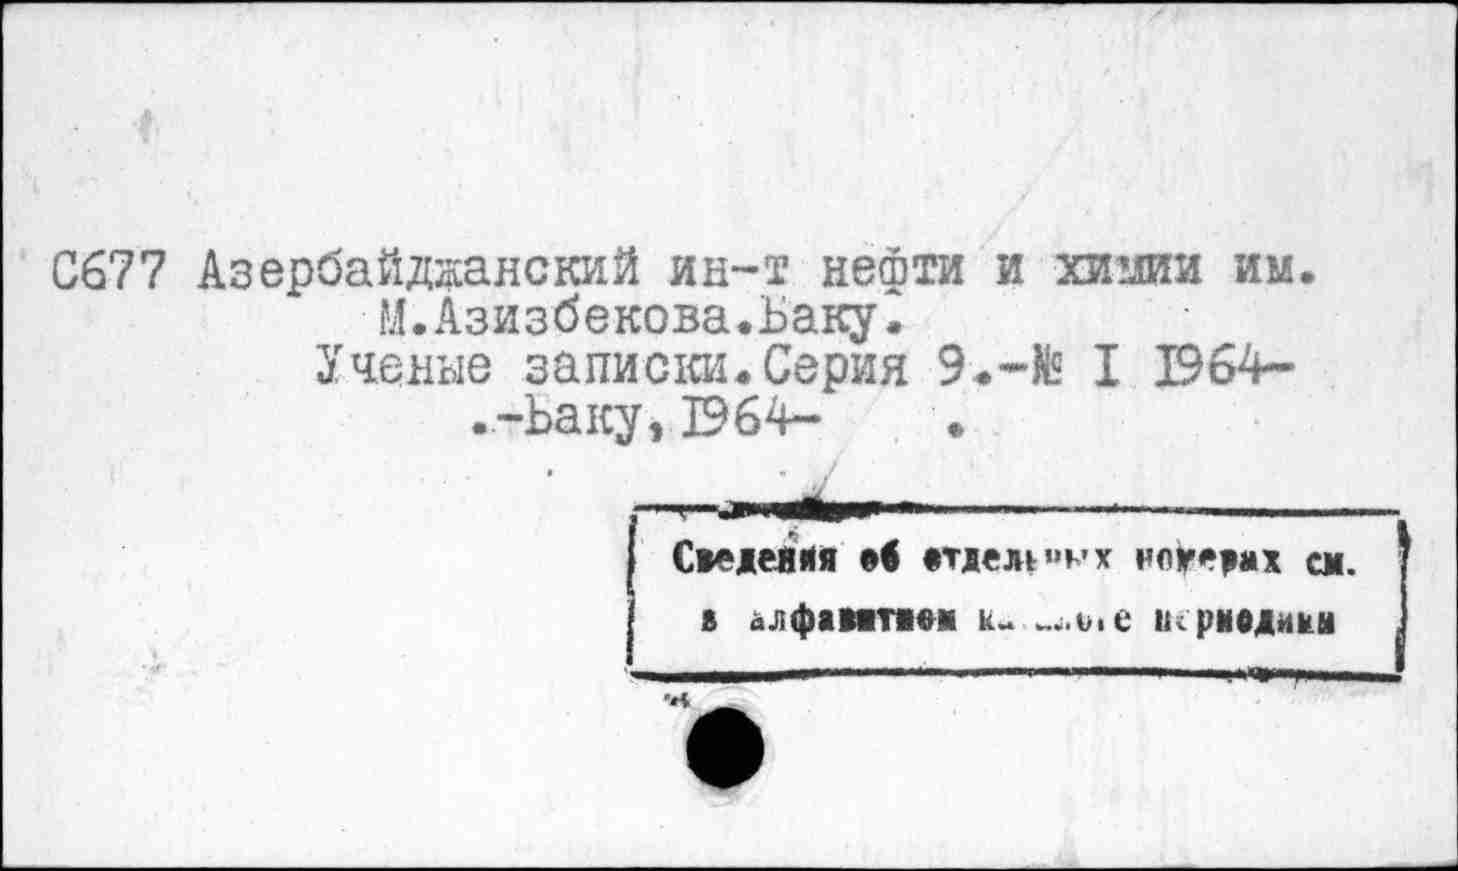 С677 Азербайджанский ин-т нефти и химии им.
М.Азизбекова.Баку.
Ученые записки.Серия 9.-№ I 1964-
.-Баку,1964- .
Сведения об отдельных номерах см.
в алфавитном периодики